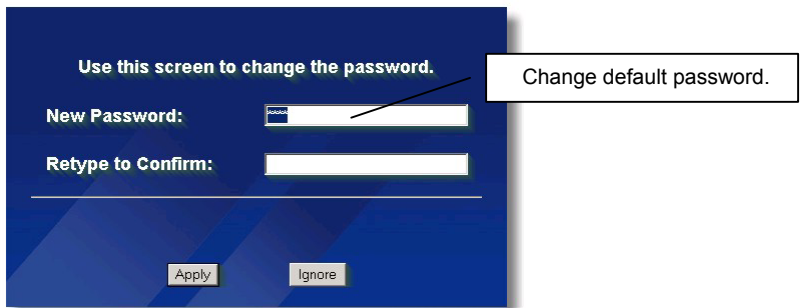 Use this screen to change the password.
Change default password.
New Password: ****
Retype to Confirm:
Apply Ignore